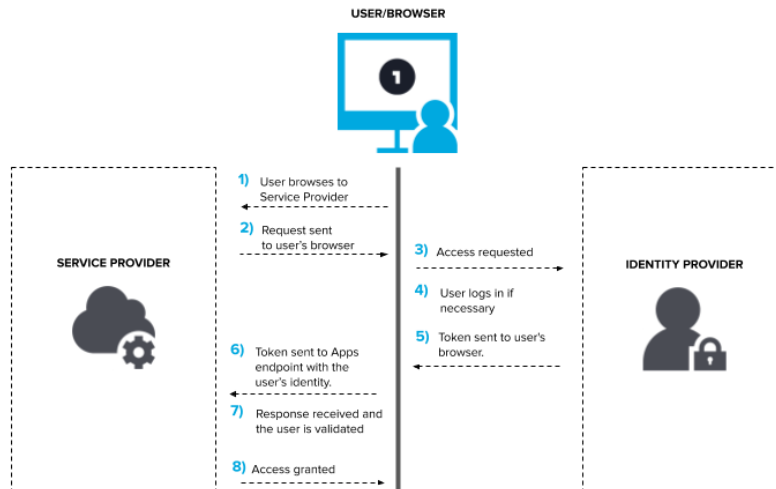 USER/BROWSER
1
1) User browses to
Service Provider
2) Request sent
to user's browser
3) Access requested
SERVICE PROVIDER
IDENTITY PROVIDER
4) User logs in if
necessary
5) Token sent to user's
browser.
6) Token sent to Apps
endpoint with the
user's identity.
7) Response received and
the user is validated
8) Access granted